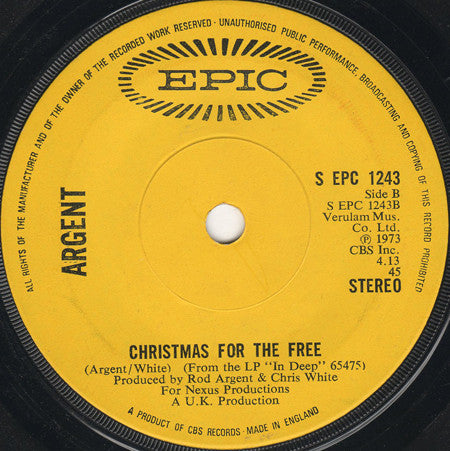 ALL RIGHTS OF THE MANUFACTURER AND OF THE OWNER OF THE RECORDED WORK RESERVED · UNAUTHORISED PUBLIC PERFORMANCE, BROADCASTING AND COPYING OF THIS RECORD PROHIBITED
EPIC
ARGENT
S EPC 1243
Side B
S EPC 1243B
Verulam Mus.
Co. Ltd.
℗ 1973
CBS Inc.
4.13
45
STEREO
CHRISTMAS FOR THE FREE
(Argent/White) (From the LP "In Deep" 65475)
Produced by Rod Argent & Chris White
For Nexus Productions
A U.K. Production
A PRODUCT OF CBS RECORDS · MADE IN ENGLAND